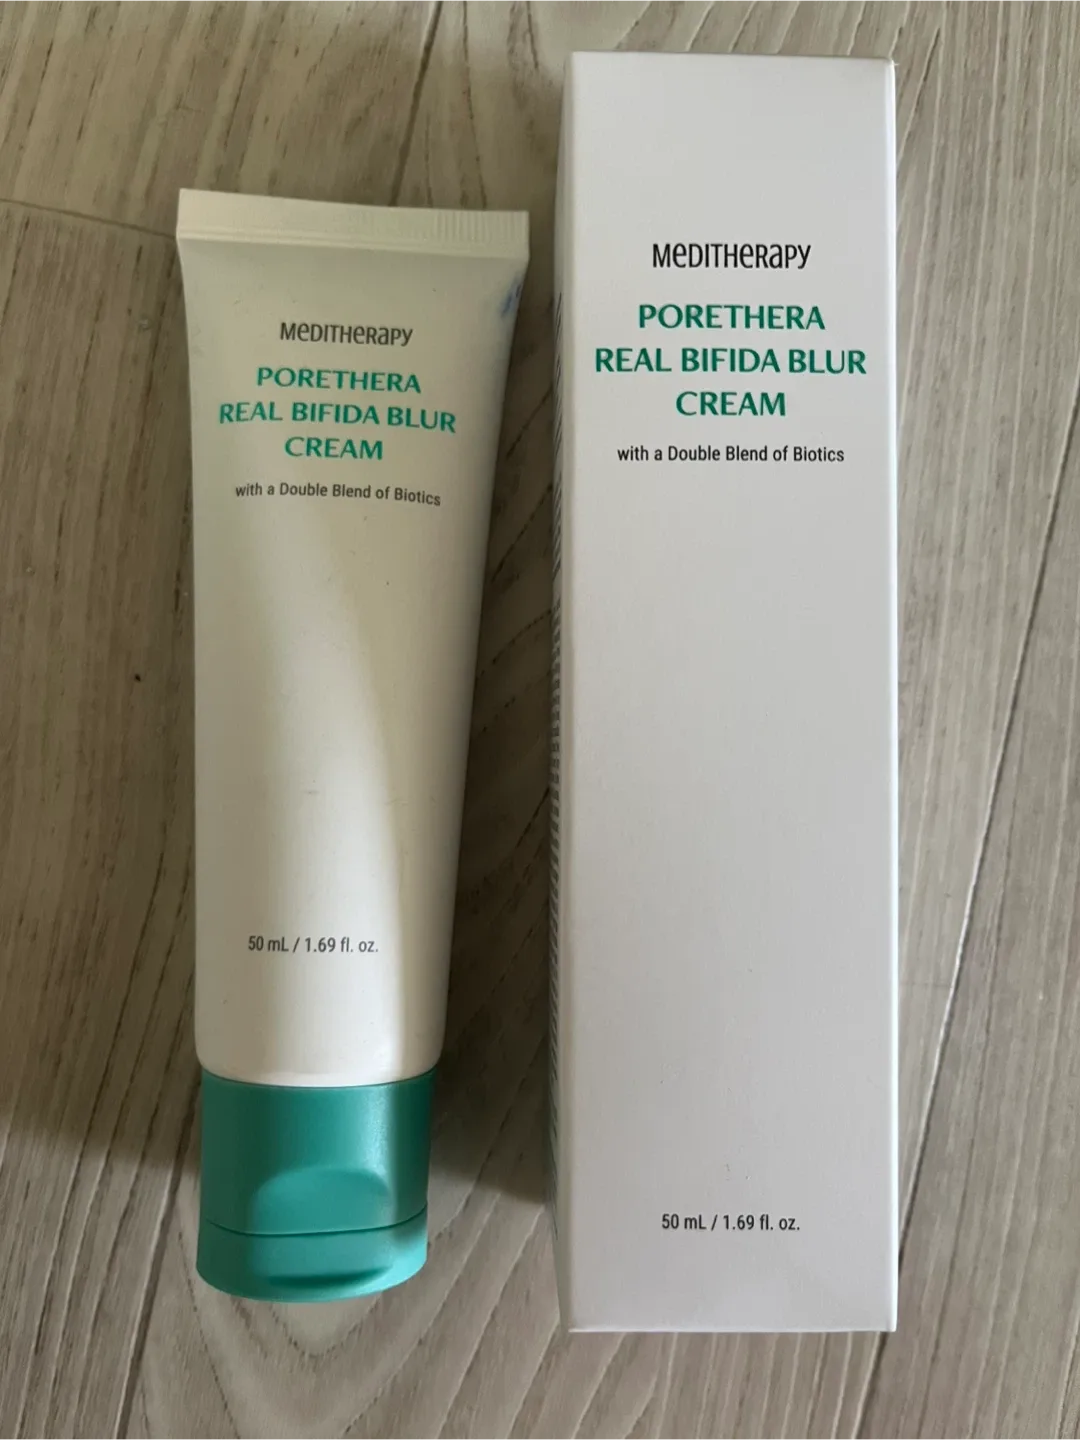 MEDITHERAPY
PORETHERA
REAL BIFIDA BLUR
CREAM
with a Double Blend of Biotics
50 mL / 1.69 fl. oz.
MEDITHERAPY
PORETHERA
REAL BIFIDA BLUR
CREAM
with a Double Blend of Biotics
50 mL / 1.69 fl. oz.